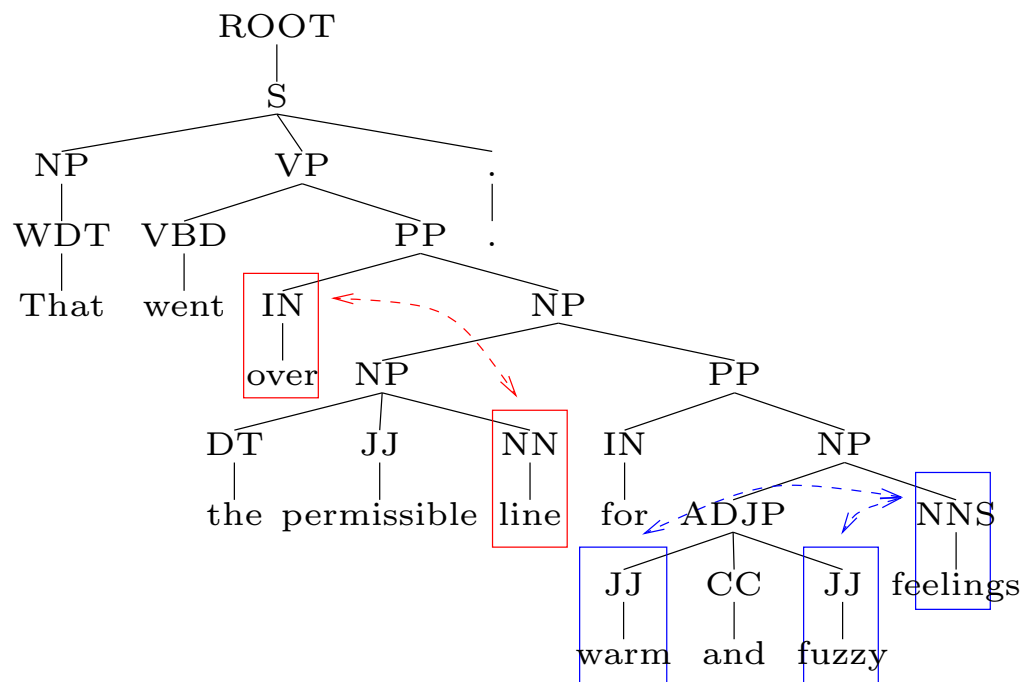 ROOT
S
NP VP .
WDT VBD PP .
That went IN NP
over NP PP
DT JJ NN IN NP
the permissible line for ADJP NNS
JJ CC JJ feelings
warm and fuzzy